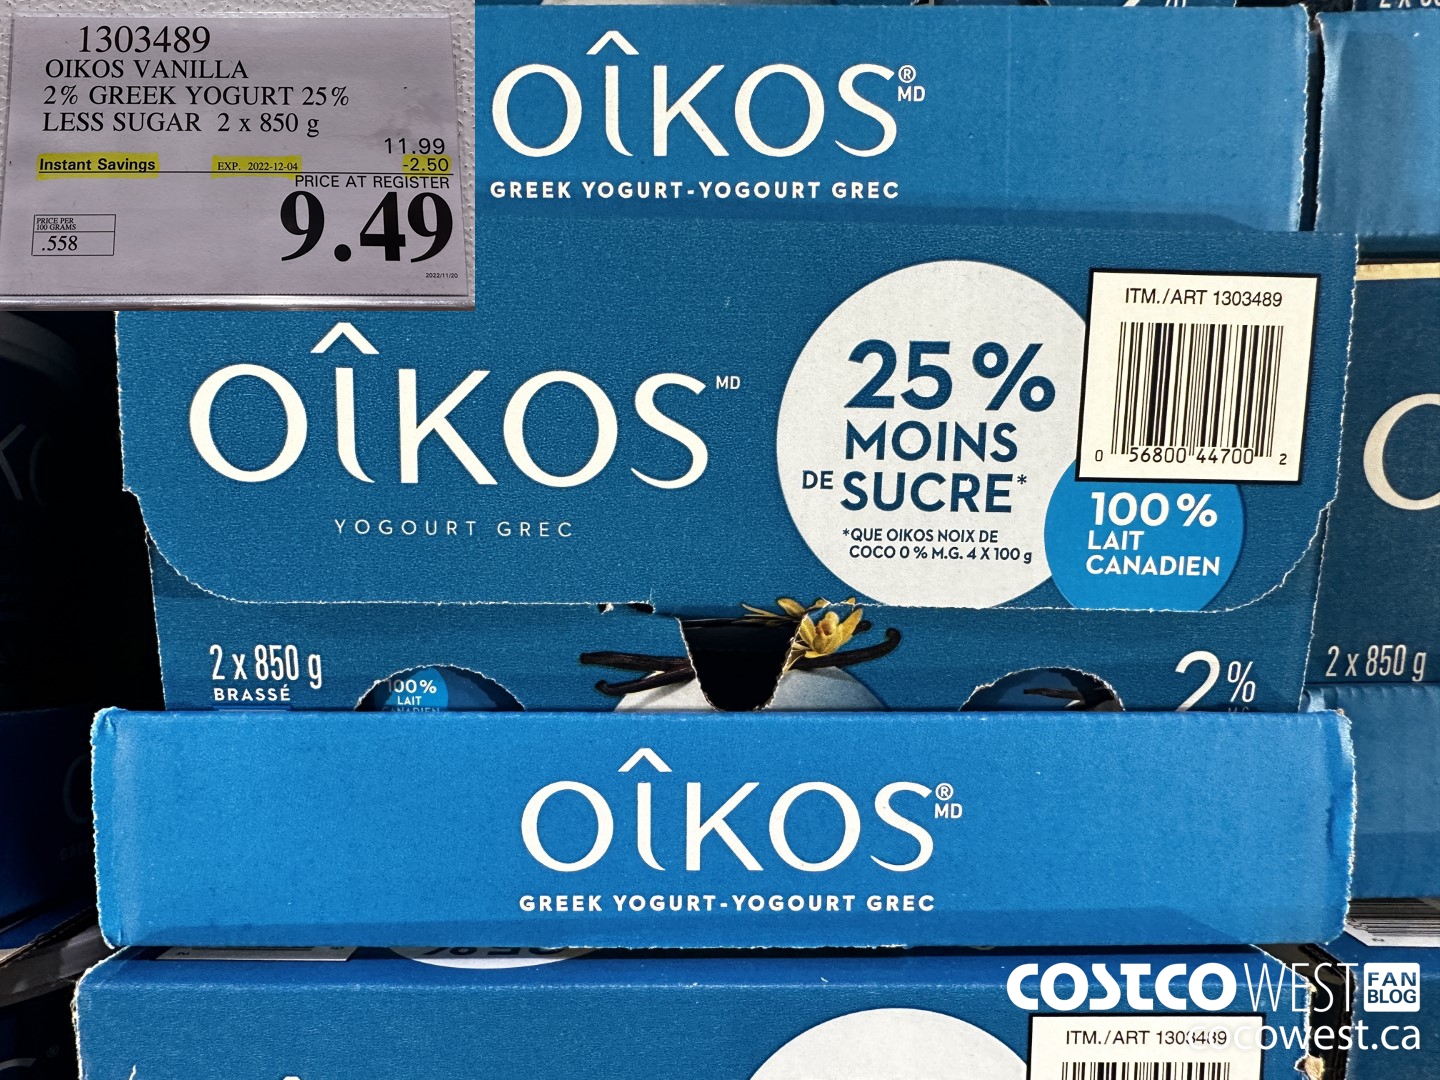 1303489
OIKOS VANILLA
2% GREEK YOGURT 25%
LESS SUGAR 2 x 850 g
11.99
Instant Savings EXP. 2022-12-04 -2.50
PRICE AT REGISTER
9.49
PRICE PER
100 GRAMS
.558
2022/11/20
OÎKOS® MD
GREEK YOGURT-YOGOURT GREC
OÎKOS MD
YOGOURT GREC
25 %
MOINS
DE SUCRE*
*QUE OIKOS NOIX DE
COCO 0 % M.G. 4 X 100 g
ITM./ART 1303489
0 56800 44700 2
100 %
LAIT
CANADIEN
2 x 850 g
BRASSÉ
100 %
LAIT
CANADIEN
2%
2 x 850 g
OÎKOS® MD
GREEK YOGURT-YOGOURT GREC
ITM./ART 1303489
COSTCO WEST FAN BLOG
cocowest.ca